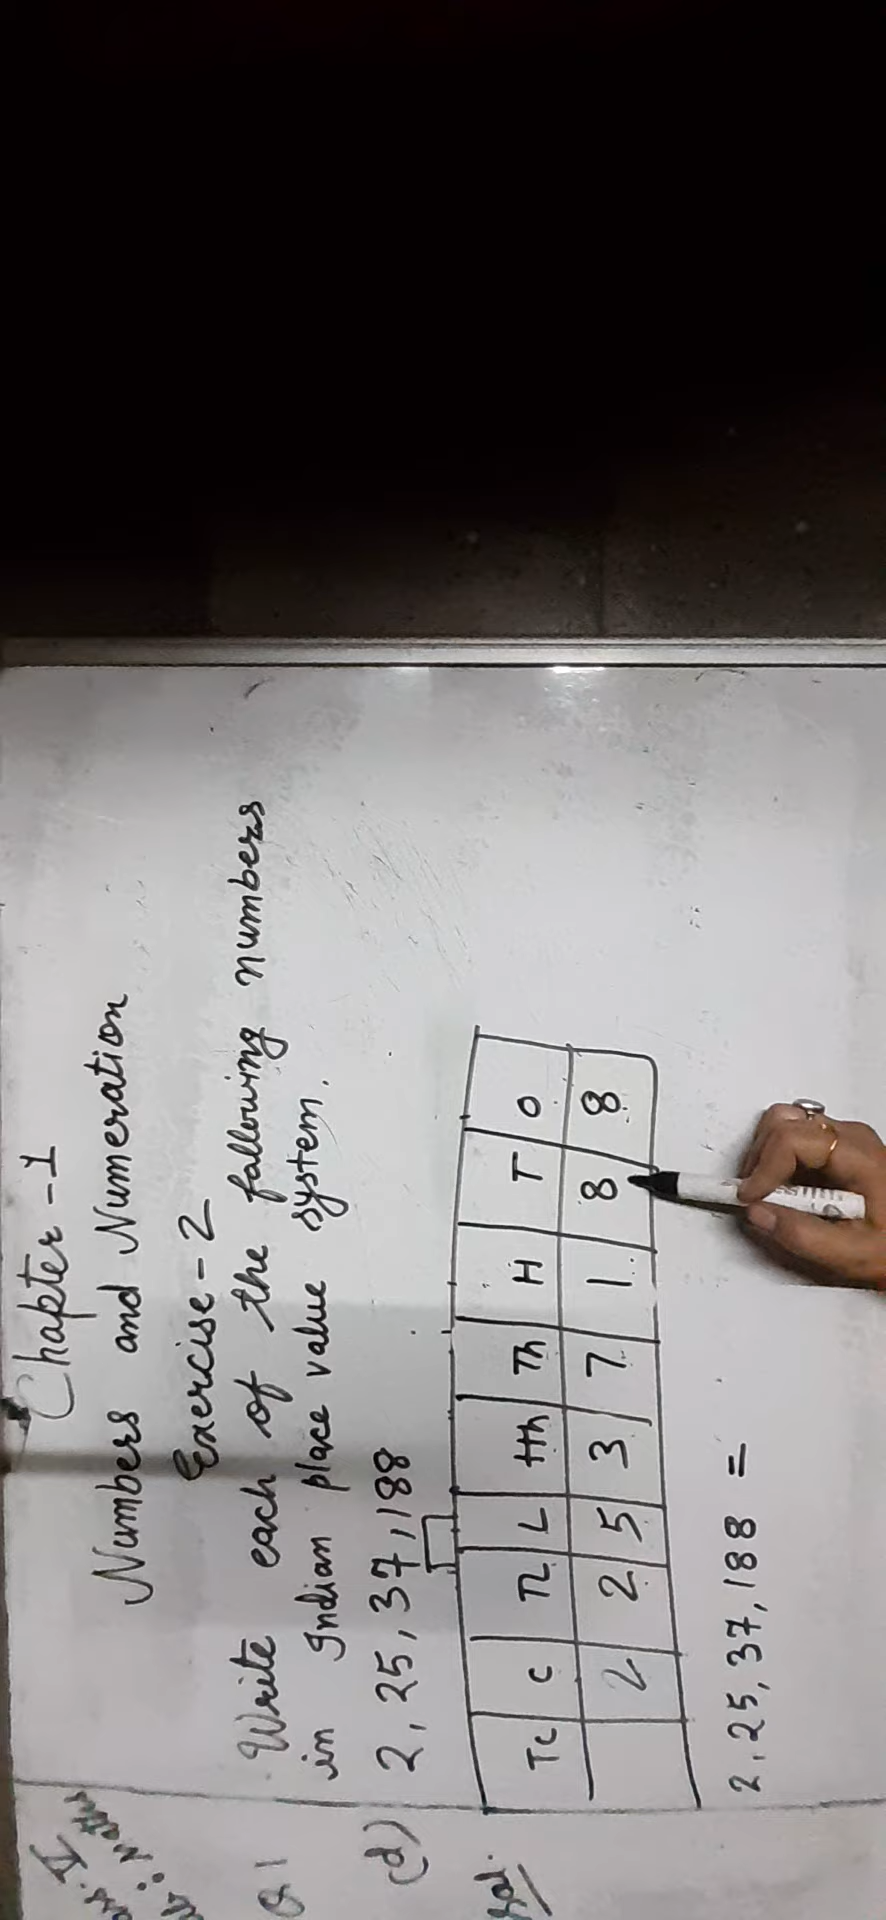 Chapter-1
Numbers and Numeration
Exercise-2
Q1 Write each of the following numbers
in Indian place value system.
(d) 2,25,37,188
Sol.
TC C TL L tth Th H T O
2 2 5 3 7 1 8 8
2,25,37,188 =